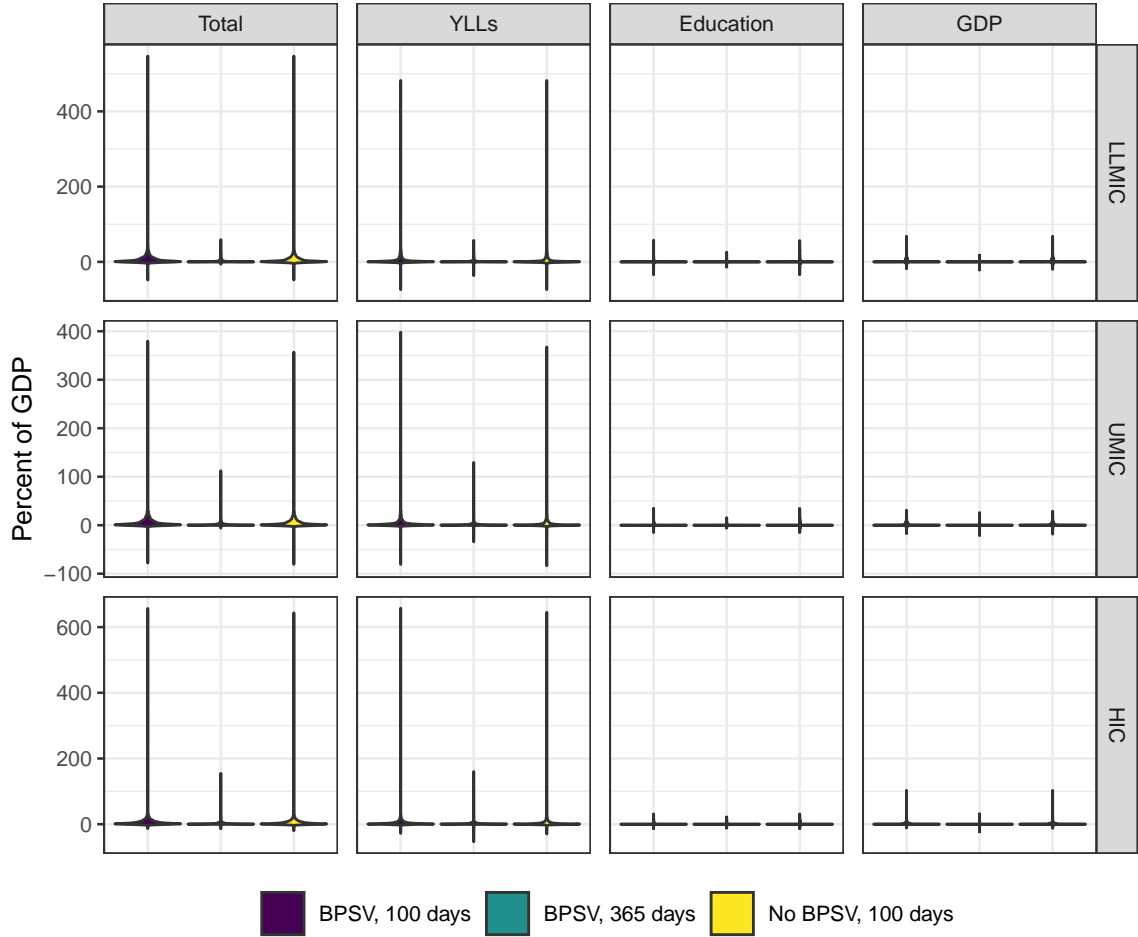 Total YLLs Education GDP
Percent of GDP
400
200
0
LLMIC
400
300
200
100
0
−100
UMIC
600
400
200
0
HIC
BPSV, 100 days BPSV, 365 days No BPSV, 100 days